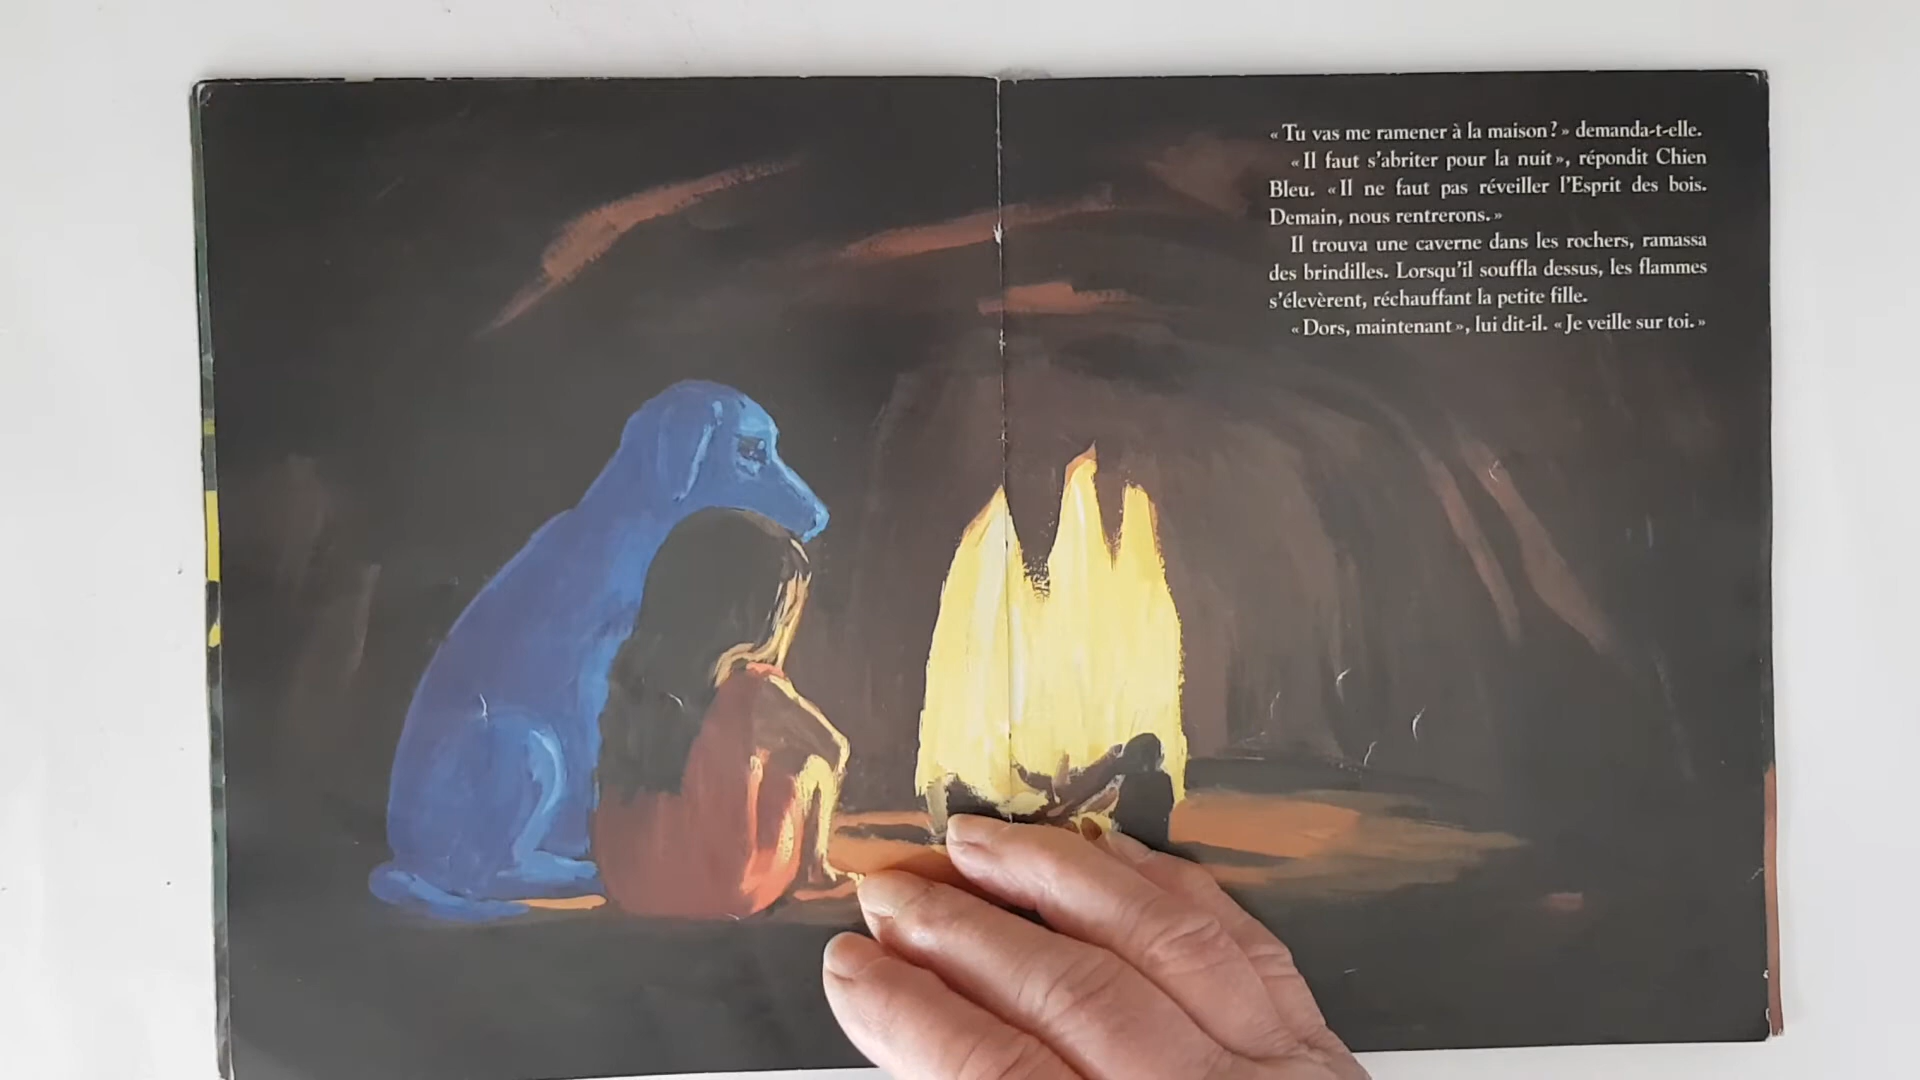 « Tu vas me ramener à la maison ? » demanda-t-elle.
« Il faut s'abriter pour la nuit », répondit Chien
Bleu. « Il ne faut pas réveiller l'Esprit des bois.
Demain, nous rentrerons. »
Il trouva une caverne dans les rochers, ramassa
des brindilles. Lorsqu'il souffla dessus, les flammes
s'élevèrent, réchauffant la petite fille.
« Dors, maintenant », lui dit-il. « Je veille sur toi. »